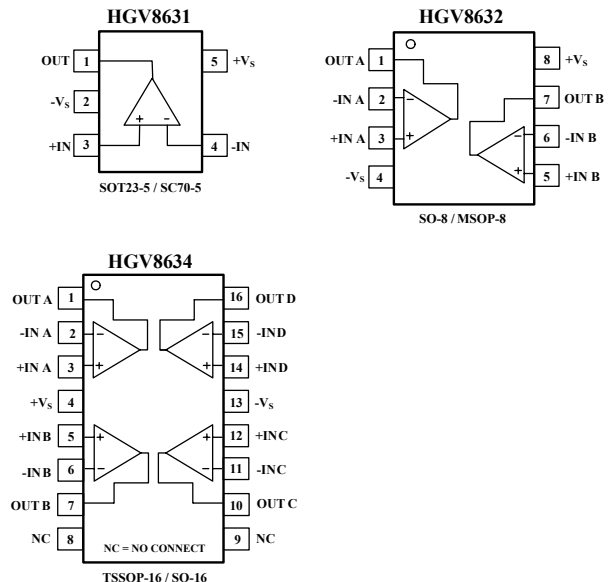 HGV8631
OUT 1 5 +VS
-VS 2
+IN 3 + − 4 -IN
SOT23-5 / SC70-5
HGV8632
OUT A 1 8 +VS
-IN A 2 − 7 OUT B
+IN A 3 + − 6 -IN B
-VS 4 + 5 +IN B
SO-8 / MSOP-8
HGV8634
OUT A 1 16 OUT D
-IN A 2 − − 15 -IND
+IN A 3 + + 14 +IND
+VS 4 13 -VS
+INB 5 + + 12 +INC
-INB 6 − − 11 -INC
OUT B 7 10 OUT C
NC 8 NC = NO CONNECT 9 NC
TSSOP-16 / SO-16